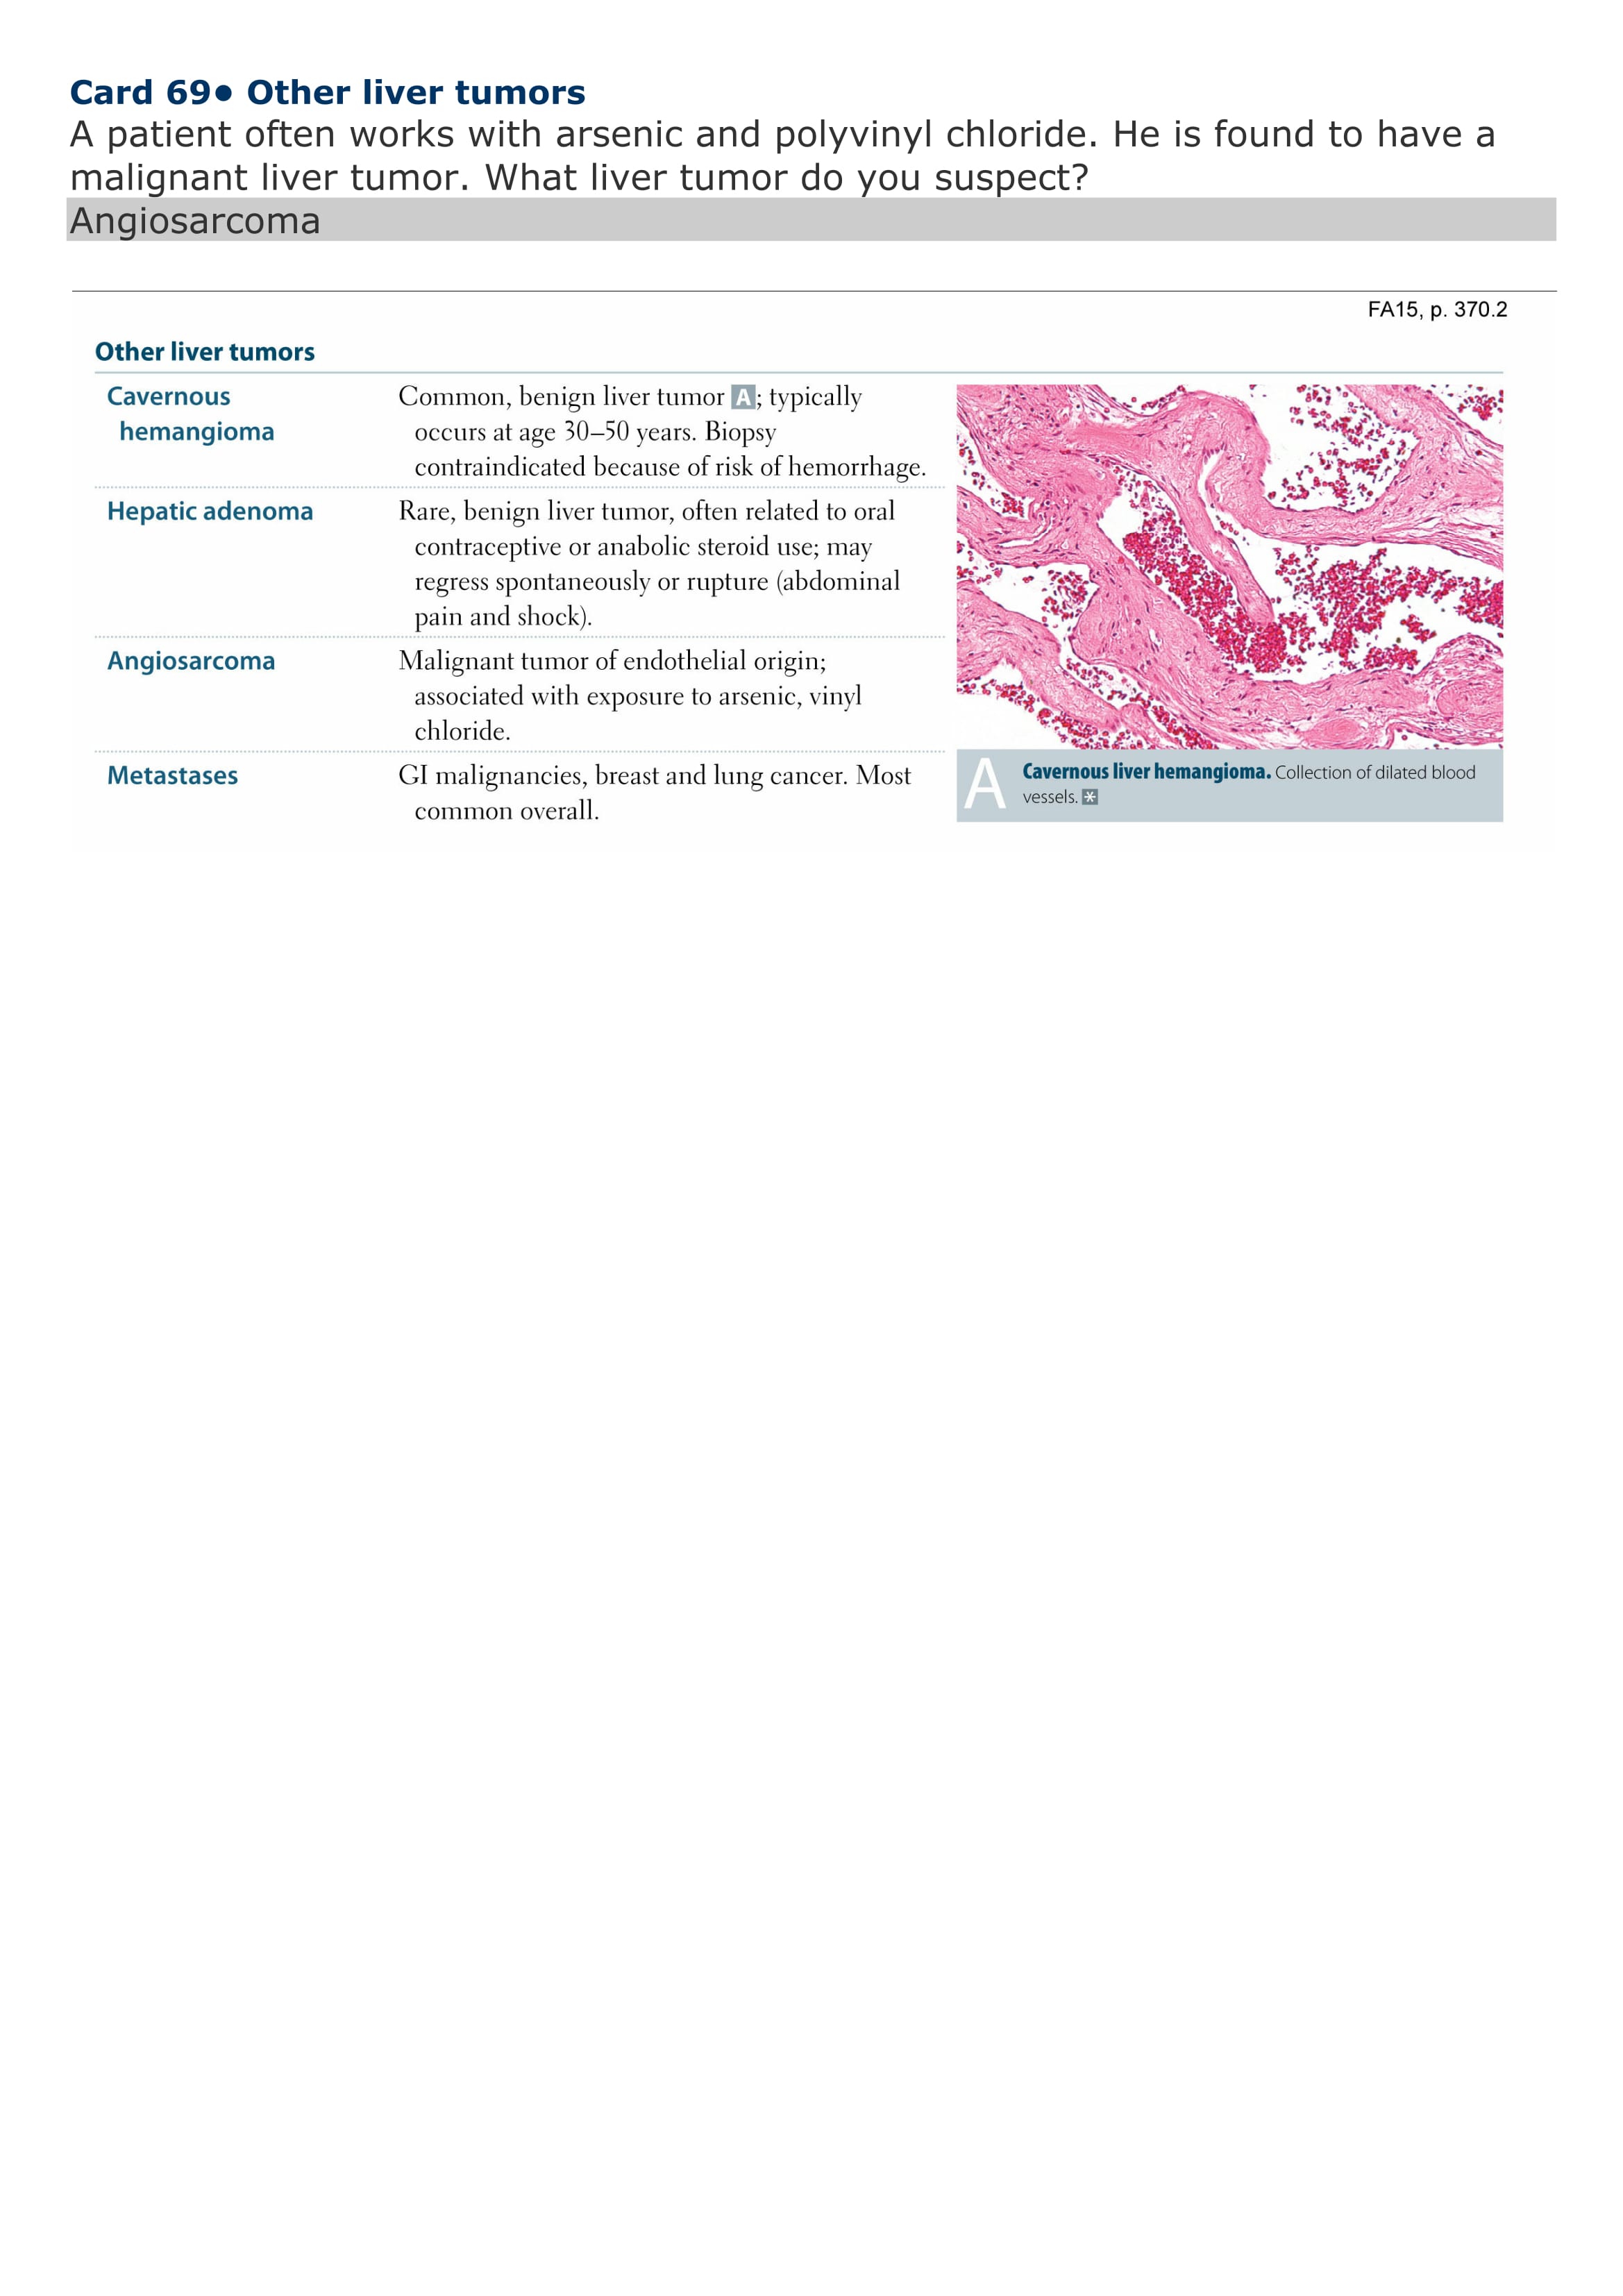 Card 69● Other liver tumors
A patient often works with arsenic and polyvinyl chloride. He is found to have a
malignant liver tumor. What liver tumor do you suspect?
Angiosarcoma
FA15, p. 370.2
Other liver tumors
Cavernous
hemangioma
Common, benign liver tumor A; typically
occurs at age 30–50 years. Biopsy
contraindicated because of risk of hemorrhage.
Hepatic adenoma
Rare, benign liver tumor, often related to oral
contraceptive or anabolic steroid use; may
regress spontaneously or rupture (abdominal
pain and shock).
Angiosarcoma
Malignant tumor of endothelial origin;
associated with exposure to arsenic, vinyl
chloride.
Metastases
GI malignancies, breast and lung cancer. Most
common overall.
A
Cavernous liver hemangioma. Collection of dilated blood
vessels. *